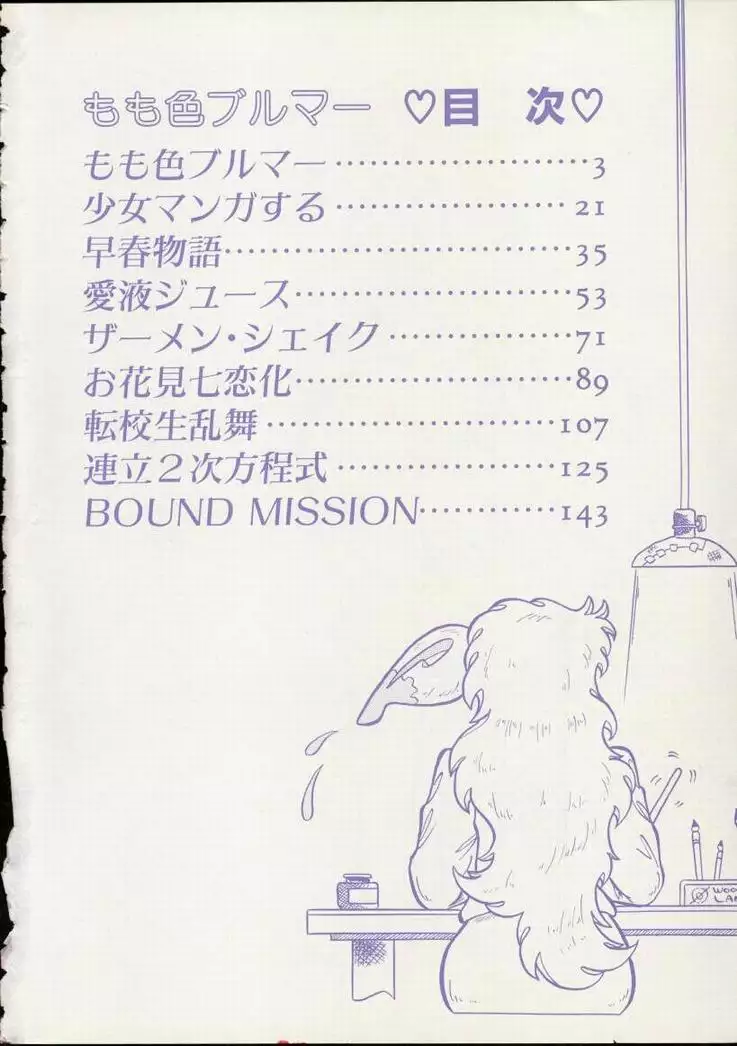 もも色ブルマー ♡目 次♡
もも色ブルマー……………………3
少女マンガする……………………21
早春物語……………………………35
愛液ジュース………………………53
ザーメン・シェイク………………71
お花見七恋化………………………89
転校生乱舞…………………………107
連立2次方程式……………………125
BOUND MISSION…………143
WOO
LA